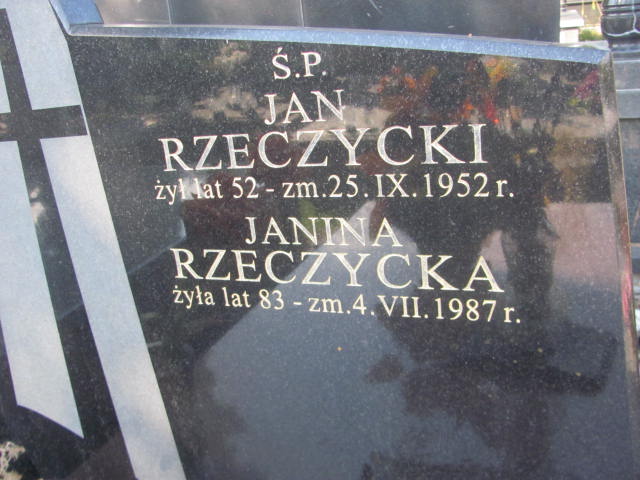 Ś.P.
JAN
RZECZYCKI
żył lat 52 - zm. 25. IX. 1952 r.
JANINA
RZECZYCKA
żyła lat 83 - zm. 4. VII. 1987 r.